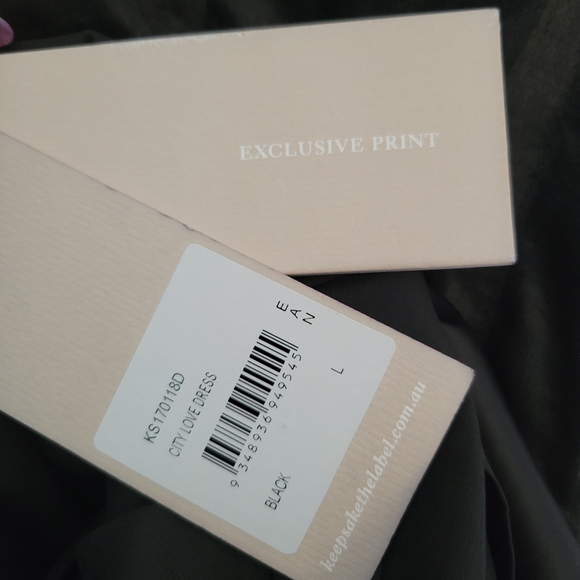 EXCLUSIVE PRINT
KS170118D
CITY LOVE DRESS
EAN
9 348936 949545
BLACK
L
keepsakethelabel.com.au